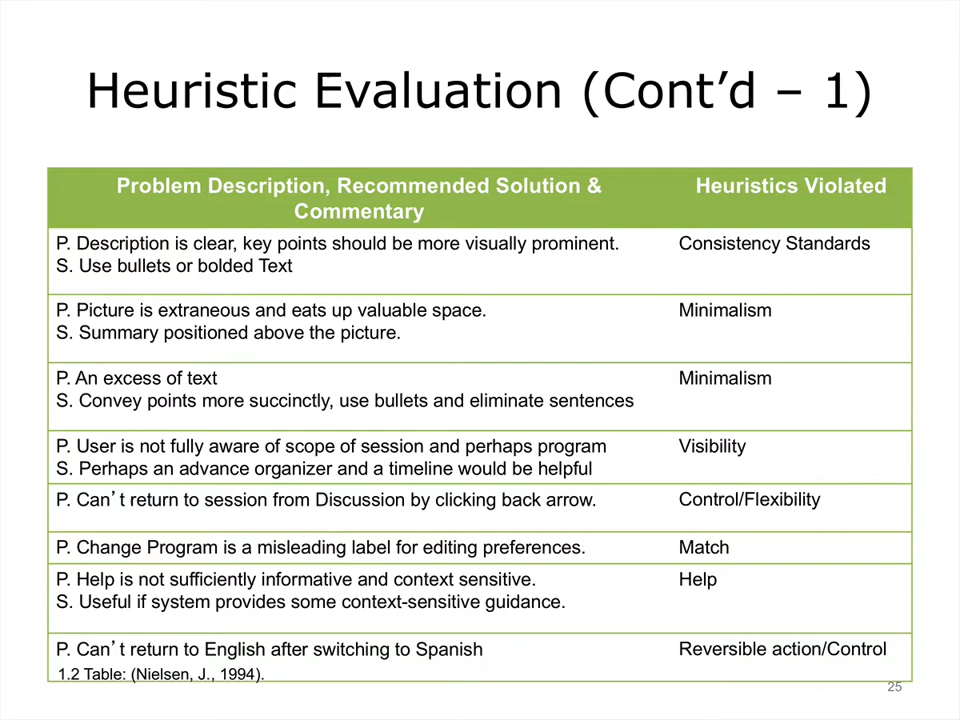 Heuristic Evaluation (Cont’d – 1)
Problem Description, Recommended Solution &
Commentary
Heuristics Violated
P. Description is clear, key points should be more visually prominent.
S. Use bullets or bolded Text
Consistency Standards
P. Picture is extraneous and eats up valuable space.
S. Summary positioned above the picture.
Minimalism
P. An excess of text
S. Convey points more succinctly, use bullets and eliminate sentences
Minimalism
P. User is not fully aware of scope of session and perhaps program
S. Perhaps an advance organizer and a timeline would be helpful
Visibility
P. Can’t return to session from Discussion by clicking back arrow.
Control/Flexibility
P. Change Program is a misleading label for editing preferences.
Match
P. Help is not sufficiently informative and context sensitive.
S. Useful if system provides some context-sensitive guidance.
Help
P. Can’t return to English after switching to Spanish
Reversible action/Control
1.2 Table: (Nielsen, J., 1994).
25